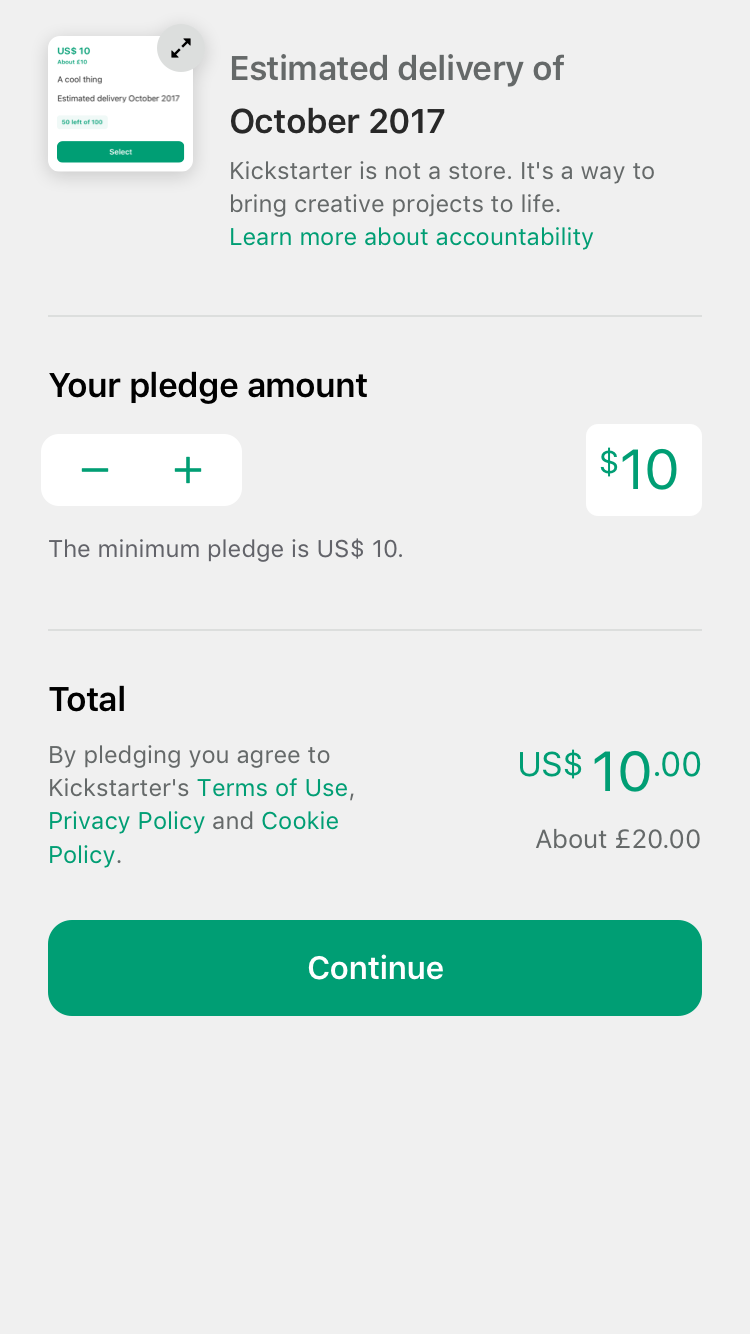 US$ 10
About £10
A cool thing
Estimated delivery October 2017
50 left of 100
Select
Estimated delivery of
October 2017
Kickstarter is not a store. It's a way to
bring creative projects to life.
Learn more about accountability
Your pledge amount
$10
The minimum pledge is US$ 10.
Total
By pledging you agree to
Kickstarter's Terms of Use,
Privacy Policy and Cookie
Policy.
US$ 10.00
About £20.00
Continue